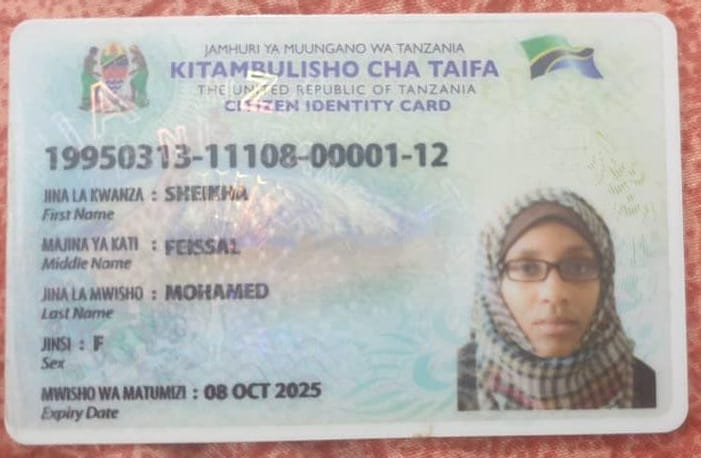 JAMHURI YA MUUNGANO WA TANZANIA
KITAMBULISHO CHA TAIFA
THE UNITED REPUBLIC OF TANZANIA
CITIZEN IDENTITY CARD
19950313-11108-00001-12
JINA LA KWANZA : SHEIKHA
First Name
MAJINA YA KATI : FEISSAL
Middle Name
JINA LA MWISHO : MOHAMED
Last Name
JINSI : F
Sex
MWISHO WA MATUMIZI : 08 OCT 2025
Expiry Date